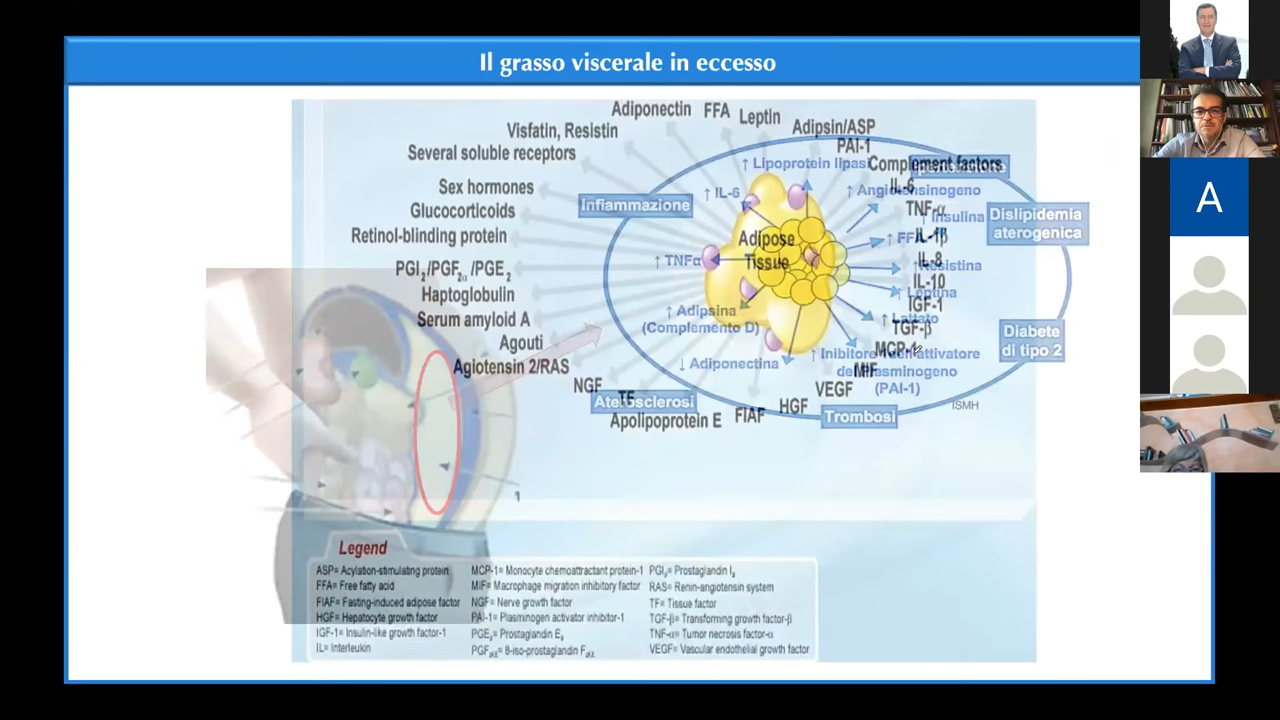 Il grasso viscerale in eccesso
Adiponectin
FFA
Leptin
Adipsin/ASP
Visfatin, Resistin
PAI-1
Several soluble receptors
↑ Lipoprotein lipasi
Complement factors
Sex hormones
↑ IL-6
↑ Angiotensinogeno
IL-6
Infiammazione
Glucocorticoids
TNF-α
↑ Insulina
Dislipidemia
aterogenica
Retinol-blinding protein
Adipose
Tissue
↑ FFA
IL-1β
↑ TNFα
IL-8
↑ Resistina
PGI2/PGF2α/PGE2
IL-10
↑ Leptina
Haptoglobulin
IGF-1
↑ Adipsina
(Complemento D)
↑ Lattato
Serum amyloid A
TGF-β
Diabete
di tipo 2
Agouti
MCP-1
↓ Adiponectina
↑ Inibitore dell'attivatore
del plasminogeno
(PAI-1)
Agiotensin 2/RAS
MIF
NGF
VEGF
TF
Aterosclerosi
HGF
ISMH
Apolipoprotein E
FIAF
Trombosi
Legend
ASP= Acylation-stimulating protein
FFA= Free fatty acid
FIAF= Fasting-induced adipose factor
HGF= Hepatocyte growth factor
IGF-1= Insulin-like growth factor-1
IL= Interleukin
MCP-1= Monocyte chemoattractant protein-1
MIF= Macrophage migration inhibitory factor
NGF= Nerve growth factor
PAI-1= Plasminogen activator inhibitor-1
PGE2= Prostaglandin E2
PGF2α= 8-iso-prostaglandin F2α
PGI2= Prostaglandin I2
RAS= Renin-angiotensin system
TF= Tissue factor
TGF-β= Transforming growth factor-β
TNF-α= Tumor necrosis factor-α
VEGF= Vascular endothelial growth factor
A